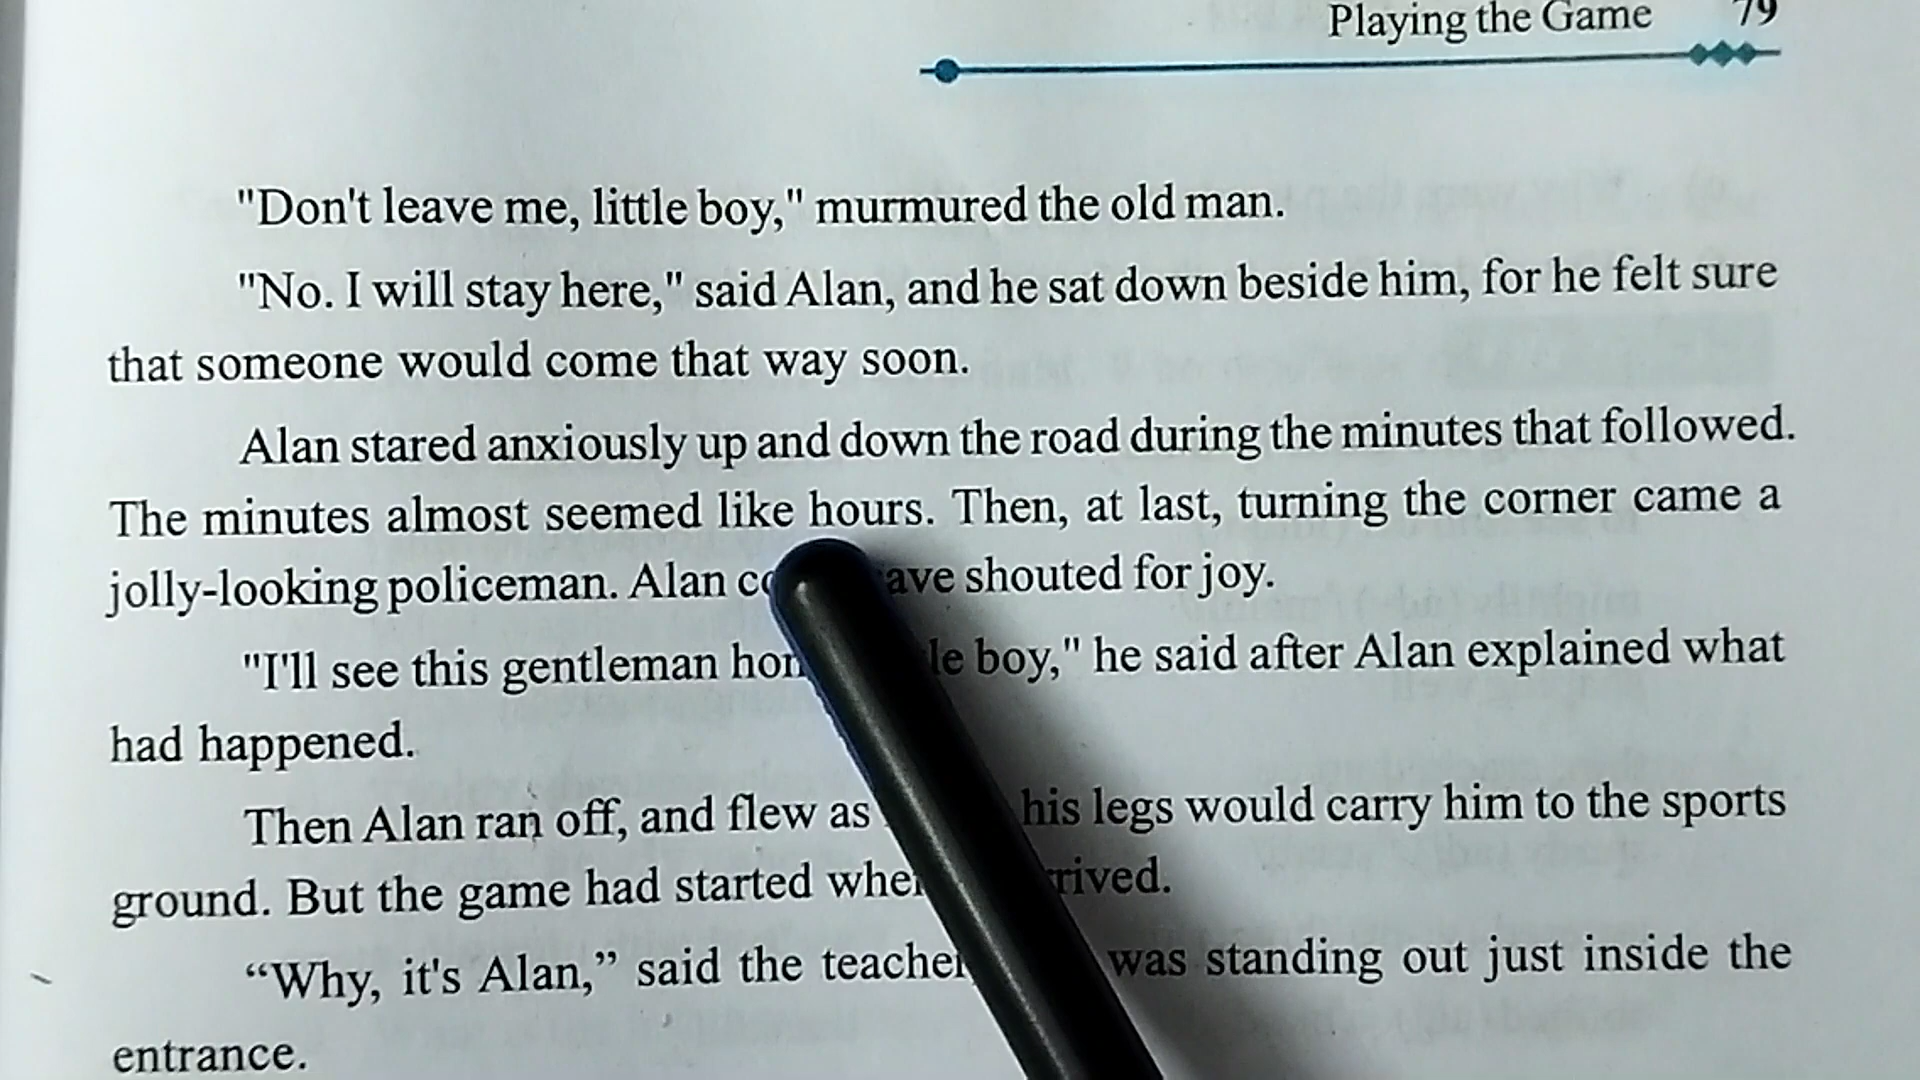 Playing the Game 79
"Don't leave me, little boy," murmured the old man.
"No. I will stay here," said Alan, and he sat down beside him, for he felt sure
that someone would come that way soon.
Alan stared anxiously up and down the road during the minutes that followed.
The minutes almost seemed like hours. Then, at last, turning the corner came a
jolly-looking policeman. Alan shouted for joy.
"I'll see this gentleman boy," he said after Alan explained what
had happened.
Then Alan ran off, and flew as his legs would carry him to the sports
ground. But the game had started
“Why, it's Alan,” said the was standing out just inside the
entrance.